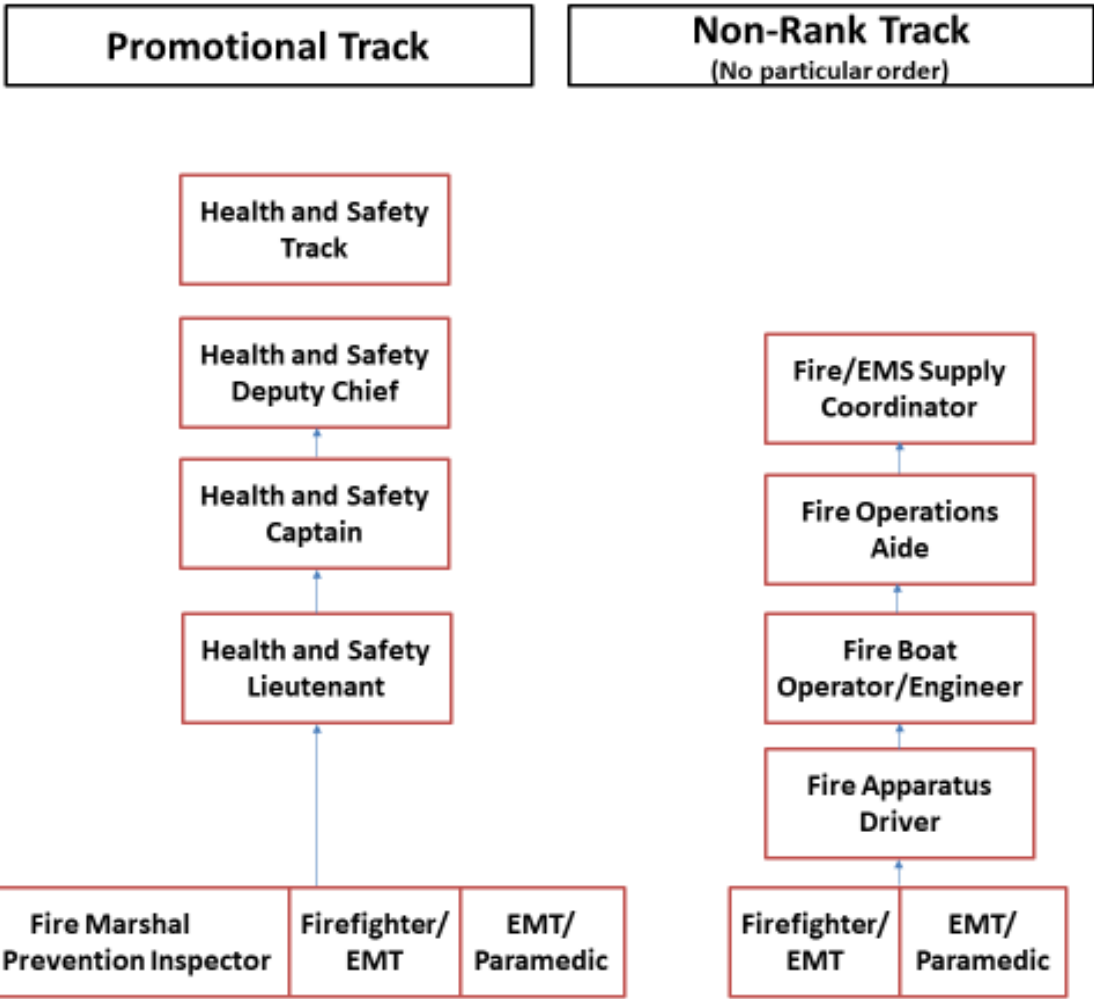 Promotional Track
Non-Rank Track
(No particular order)
Health and Safety
Track
Health and Safety
Deputy Chief
Health and Safety
Captain
Health and Safety
Lieutenant
Fire Marshal
Prevention Inspector
Firefighter/
EMT
EMT/
Paramedic
Fire/EMS Supply
Coordinator
Fire Operations
Aide
Fire Boat
Operator/Engineer
Fire Apparatus
Driver
Firefighter/
EMT
EMT/
Paramedic